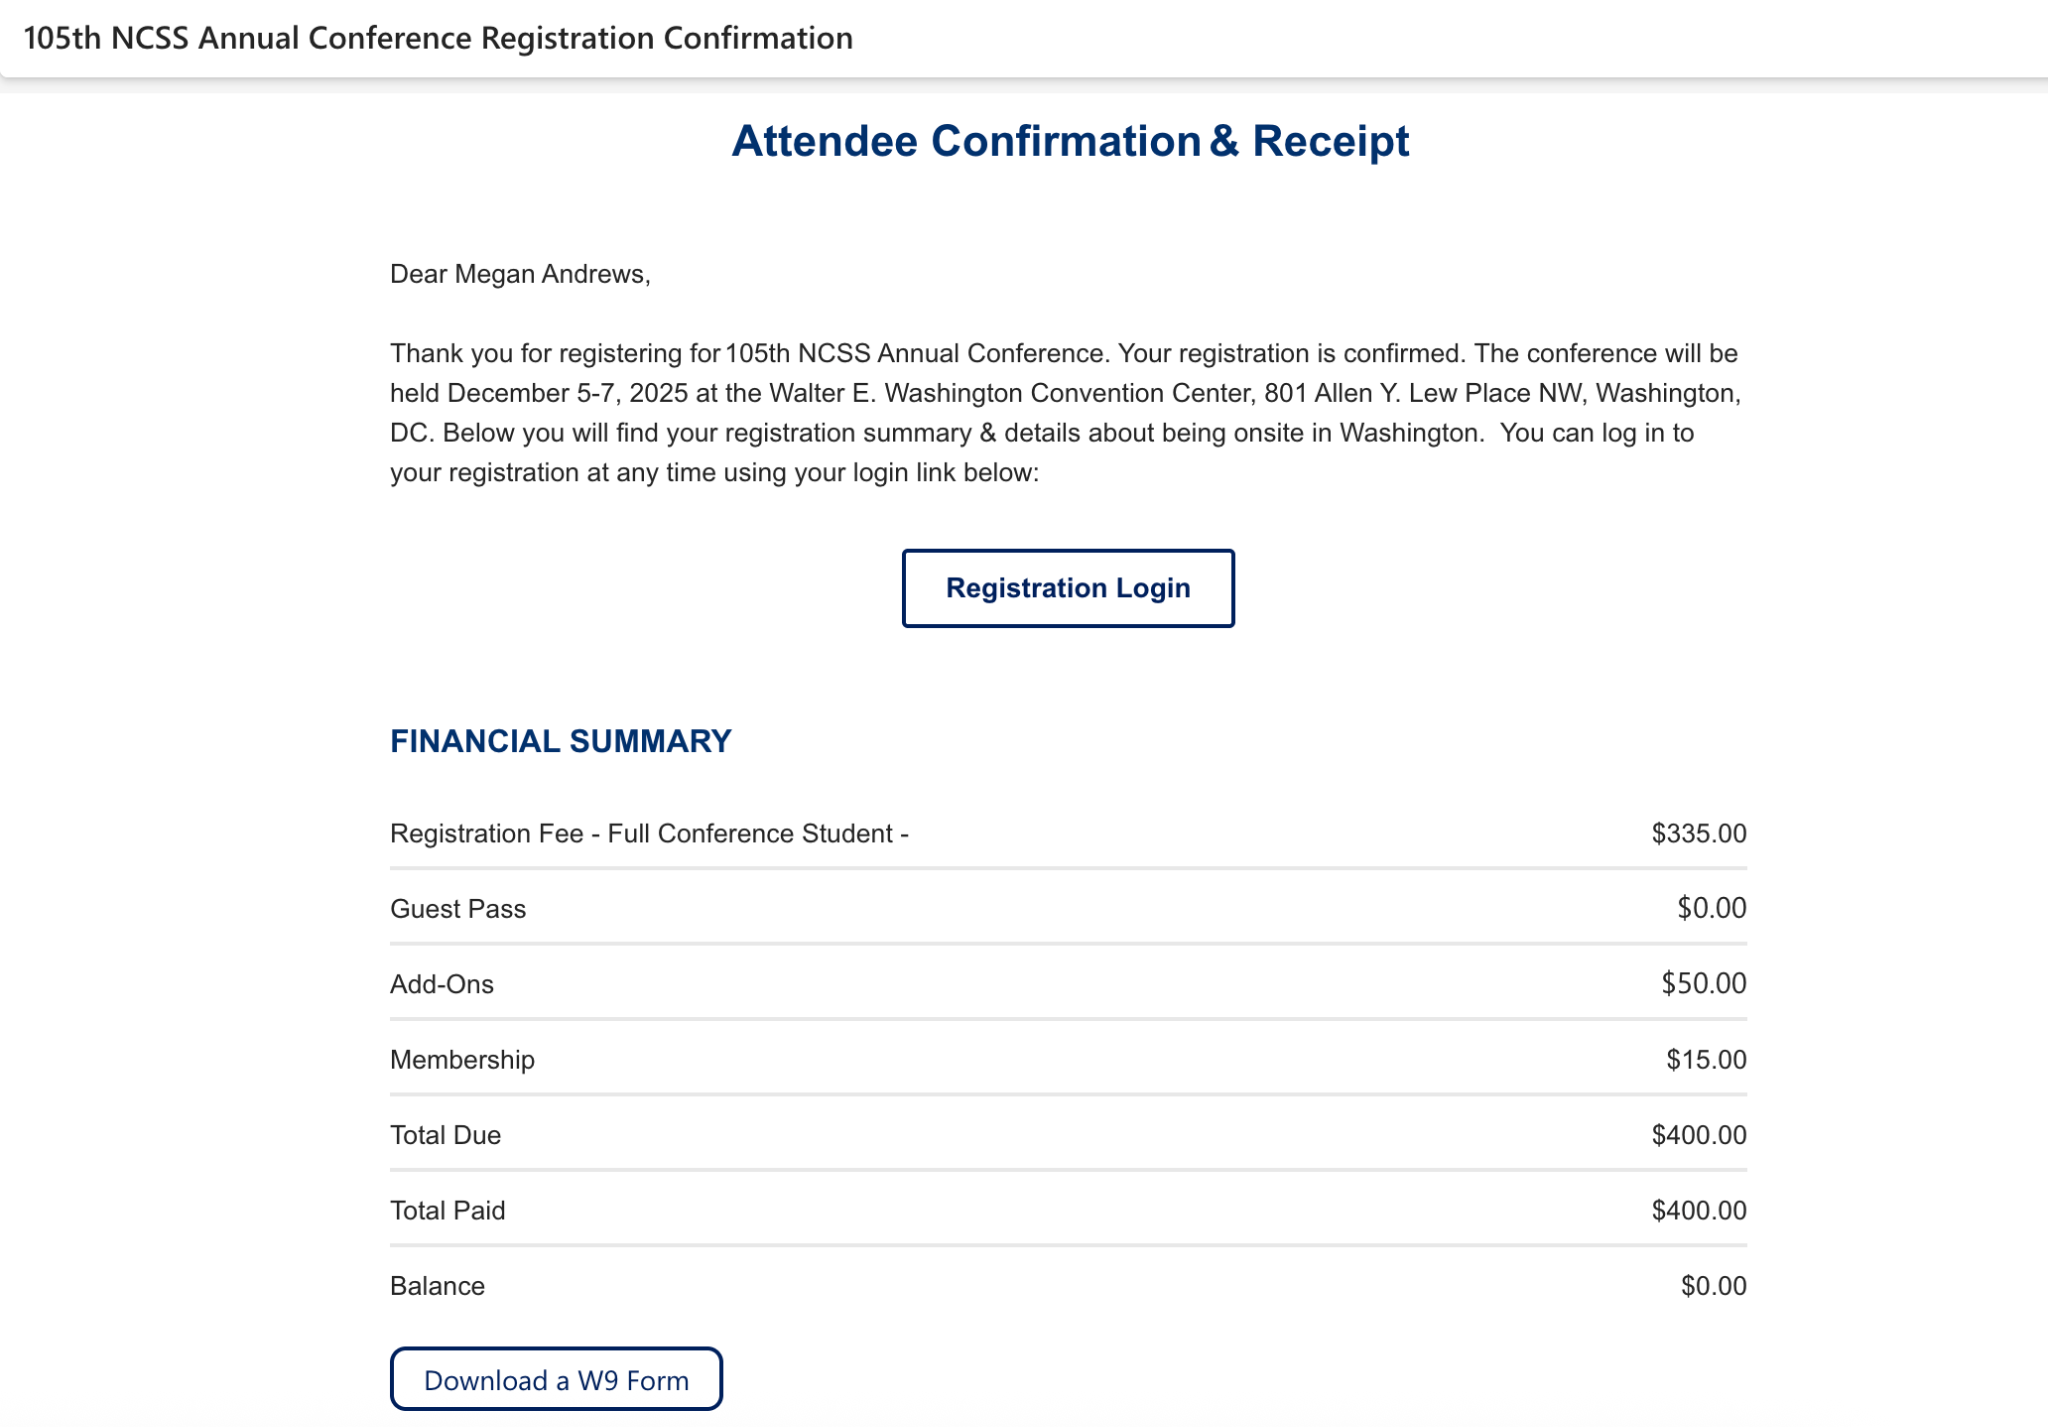 105th NCSS Annual Conference Registration Confirmation
Attendee Confirmation & Receipt
Dear Megan Andrews,
Thank you for registering for 105th NCSS Annual Conference. Your registration is confirmed. The conference will be
held December 5-7, 2025 at the Walter E. Washington Convention Center, 801 Allen Y. Lew Place NW, Washington,
DC. Below you will find your registration summary & details about being onsite in Washington.  You can log in to
your registration at any time using your login link below:
Registration Login
FINANCIAL SUMMARY
Registration Fee - Full Conference Student - $335.00
Guest Pass $0.00
Add-Ons $50.00
Membership $15.00
Total Due $400.00
Total Paid $400.00
Balance $0.00
Download a W9 Form